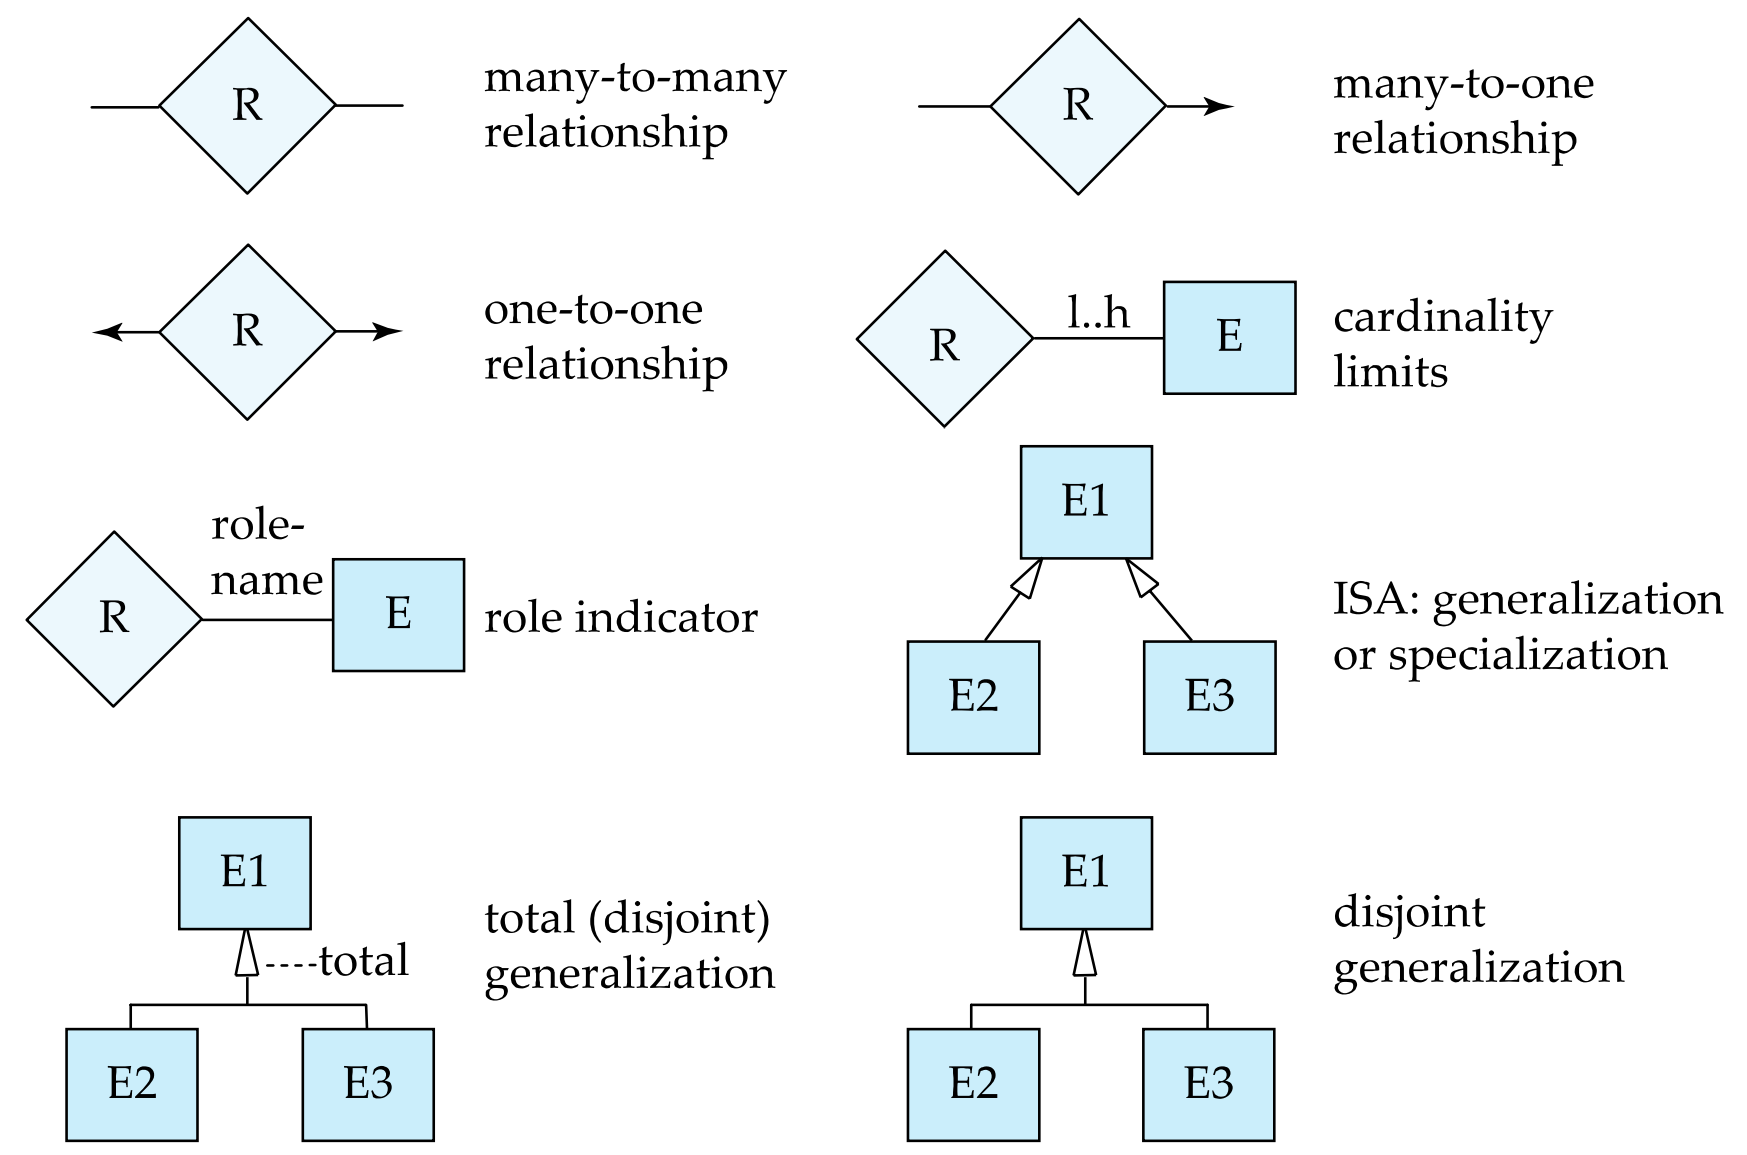 R
many-to-many
relationship
R
many-to-one
relationship
R
one-to-one
relationship
R
l..h
E
cardinality
limits
R
role-
name
E
role indicator
E1
E2
E3
ISA: generalization
or specialization
E1
----total
E2
E3
total (disjoint)
generalization
E1
E2
E3
disjoint
generalization